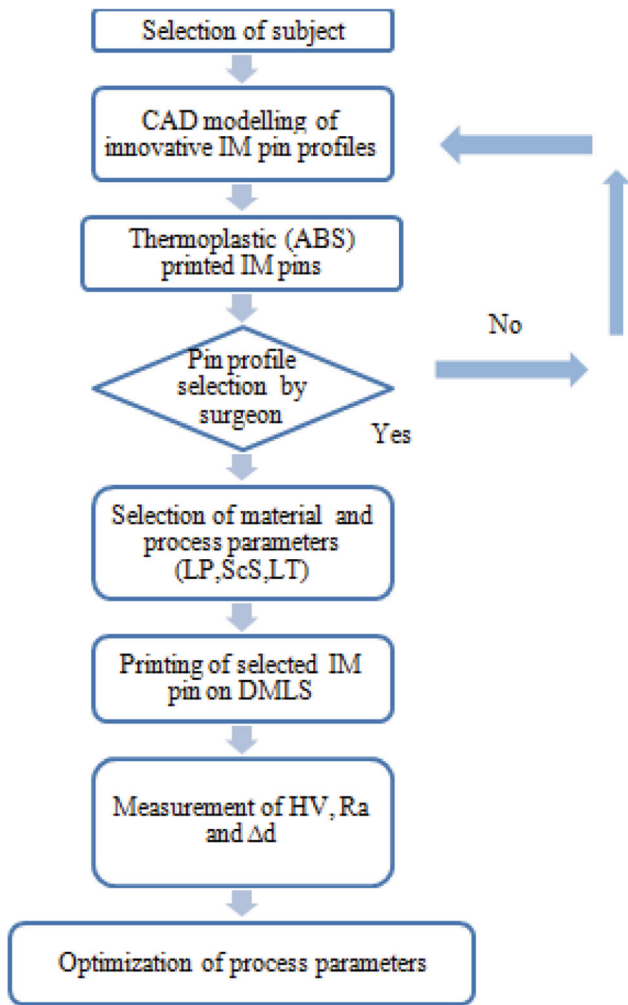 Selection of subject
CAD modelling of
innovative IM pin profiles
Thermoplastic (ABS)
printed IM pins
No
Pin profile
selection by
surgeon
Yes
Selection of material and
process parameters
(LP,ScS,LT)
Printing of selected IM
pin on DMLS
Measurement of HV, Ra
and Δd
Optimization of process parameters